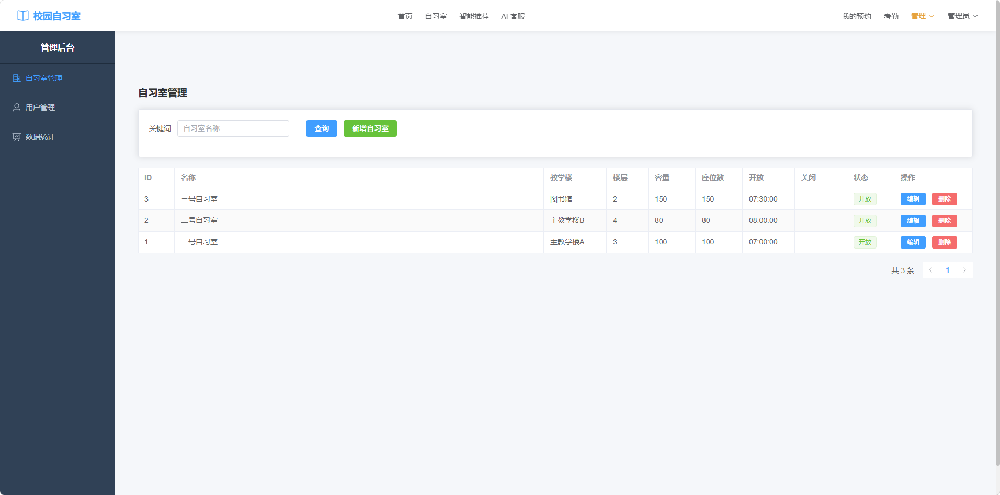 校园自习室 首页 自习室 智能推荐 AI 客服 我的预约 考勤 管理 管理员
管理后台
自习室管理
用户管理
数据统计
自习室管理
关键词 自习室名称 查询 新增自习室
ID 名称 教学楼 楼层 容量 座位数 开放 关闭 状态 操作
3 三号自习室 图书馆 2 150 150 07:30:00 开放 编辑 删除
2 二号自习室 主教学楼B 4 80 80 08:00:00 开放 编辑 删除
1 一号自习室 主教学楼A 3 100 100 07:00:00 开放 编辑 删除
共 3 条 1